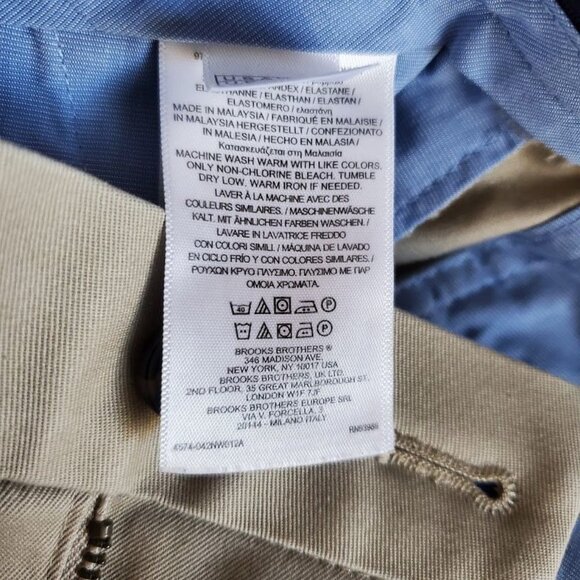 ELASTANE /
ELASTHANNE / ELASTHAN / ELASTAN /
ELASTOMERO / ελαστάνη
MADE IN MALAYSIA / FABRIQUÉ EN MALAISIE /
IN MALAYSIA HERGESTELLT / CONFEZIONATO
IN MALESIA / HECHO EN MALASIA /
Κατασκευάζεται στη Μαλαισία
MACHINE WASH WARM WITH LIKE COLORS.
ONLY NON-CHLORINE BLEACH. TUMBLE
DRY LOW. WARM IRON IF NEEDED.
LAVER À LA MACHINE AVEC DES
COULEURS SIMILAIRES. / MASCHINENWÄSCHE
KALT. MIT ÄHNLICHEN FARBEN WASCHEN. /
LAVARE IN LAVATRICE FREDDO
CON COLORI SIMILI. / MÁQUINA DE LAVADO
EN CICLO FRÍO Y CON COLORES SIMILARES. /
ΡΟΥΧΩΝ ΚΡΥΟ ΠΛΥΣΙΜΟ. ΠΛΥΣΙΜΟ ΜΕ ΠΑΡ
ΟΜΟΙΑ ΧΡΩΜΑΤΑ.
40 P
P
BROOKS BROTHERS ®
346 MADISON AVE,
NEW YORK, NY 10017 USA
BROOKS BROTHERS, UK LTD.
2ND FLOOR, 35 GREAT MARLBOROUGH ST.
LONDON W1F 7JF
BROOKS BROTHERS EUROPE SRL
VIA V. FORCELLA, 3
20144 - MILANO ITALY
4574-042NW012A